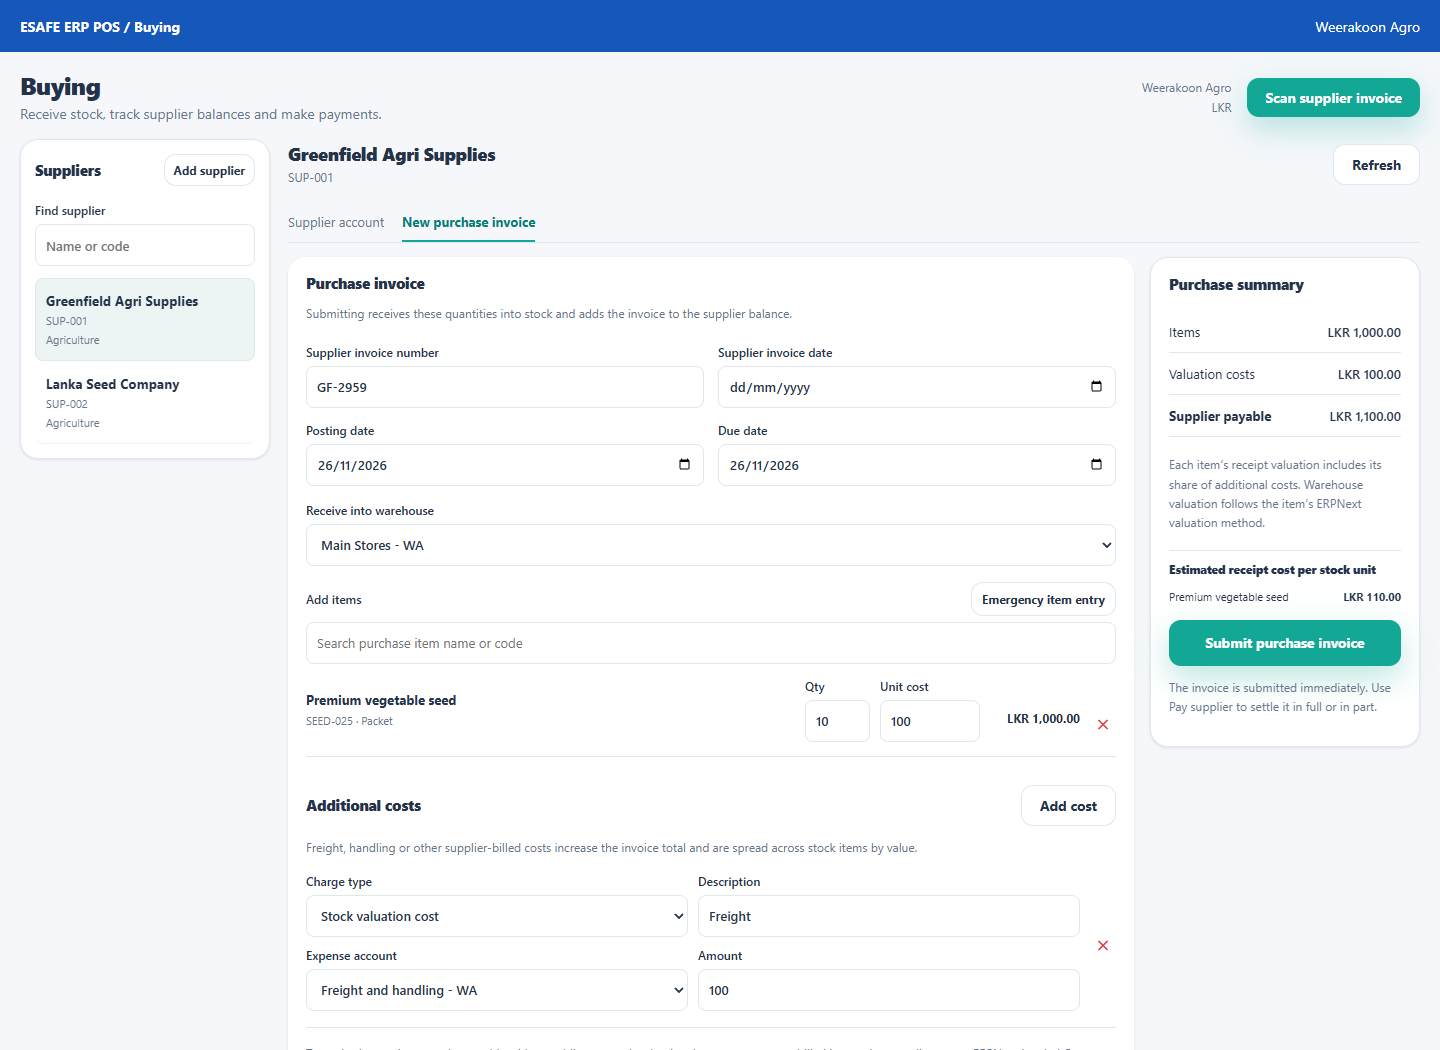 ESAFE ERP POS / Buying
Weerakoon Agro
Buying
Receive stock, track supplier balances and make payments.
Weerakoon Agro
LKR
Scan supplier invoice
Suppliers
Add supplier
Find supplier
Name or code
Greenfield Agri Supplies
SUP-001
Agriculture
Lanka Seed Company
SUP-002
Agriculture
Greenfield Agri Supplies
SUP-001
Refresh
Supplier account
New purchase invoice
Purchase invoice
Submitting receives these quantities into stock and adds the invoice to the supplier balance.
Supplier invoice number
Supplier invoice date
GF-2959
dd/mm/yyyy
Posting date
Due date
26/11/2026
26/11/2026
Receive into warehouse
Main Stores - WA
Add items
Emergency item entry
Search purchase item name or code
Premium vegetable seed
SEED-025 · Packet
Qty
Unit cost
10
100
LKR 1,000.00
Additional costs
Add cost
Freight, handling or other supplier-billed costs increase the invoice total and are spread across stock items by value.
Charge type
Description
Stock valuation cost
Freight
Expense account
Amount
Freight and handling - WA
100
Purchase summary
Items
LKR 1,000.00
Valuation costs
LKR 100.00
Supplier payable
LKR 1,100.00
Each item's receipt valuation includes its
share of additional costs. Warehouse
valuation follows the item's ERPNext
valuation method.
Estimated receipt cost per stock unit
Premium vegetable seed
LKR 110.00
Submit purchase invoice
The invoice is submitted immediately. Use
Pay supplier to settle it in full or in part.